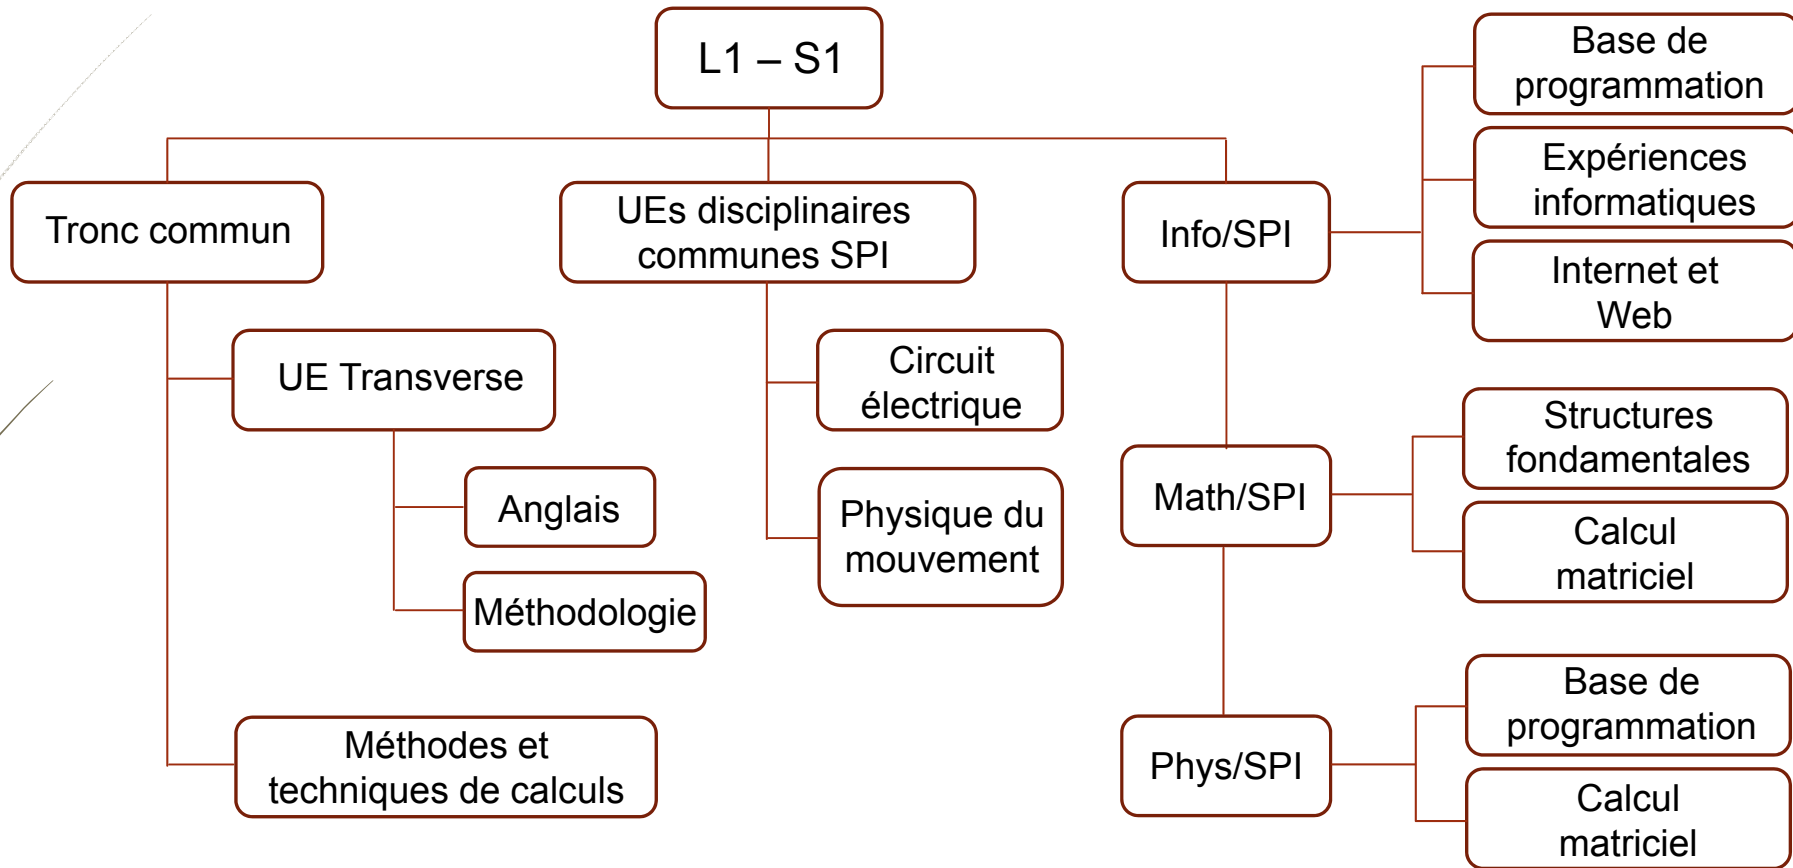 L1 – S1
Tronc commun
UE Transverse
Anglais
Méthodologie
Méthodes et
techniques de calculs
UEs disciplinaires
communes SPI
Circuit
électrique
Physique du
mouvement
Info/SPI
Base de
programmation
Expériences
informatiques
Internet et
Web
Math/SPI
Structures
fondamentales
Calcul
matriciel
Phys/SPI
Base de
programmation
Calcul
matriciel